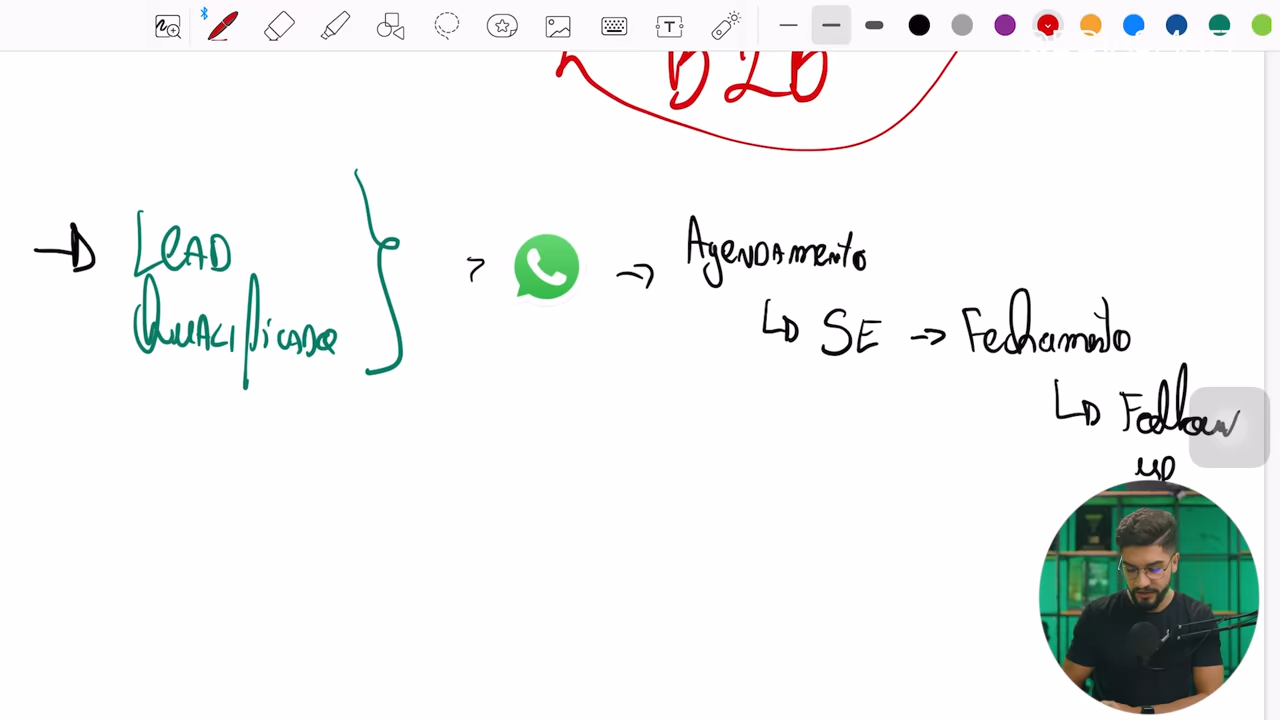 B2B
Lead
Qualificado
Agendamento
SE → Fechamento
Follow
up